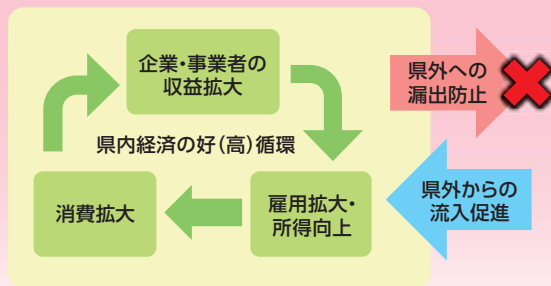 企業・事業者の
収益拡大
県外への
漏出防止
県内経済の好（高）循環
消費拡大
雇用拡大・
所得向上
県外からの
流入促進